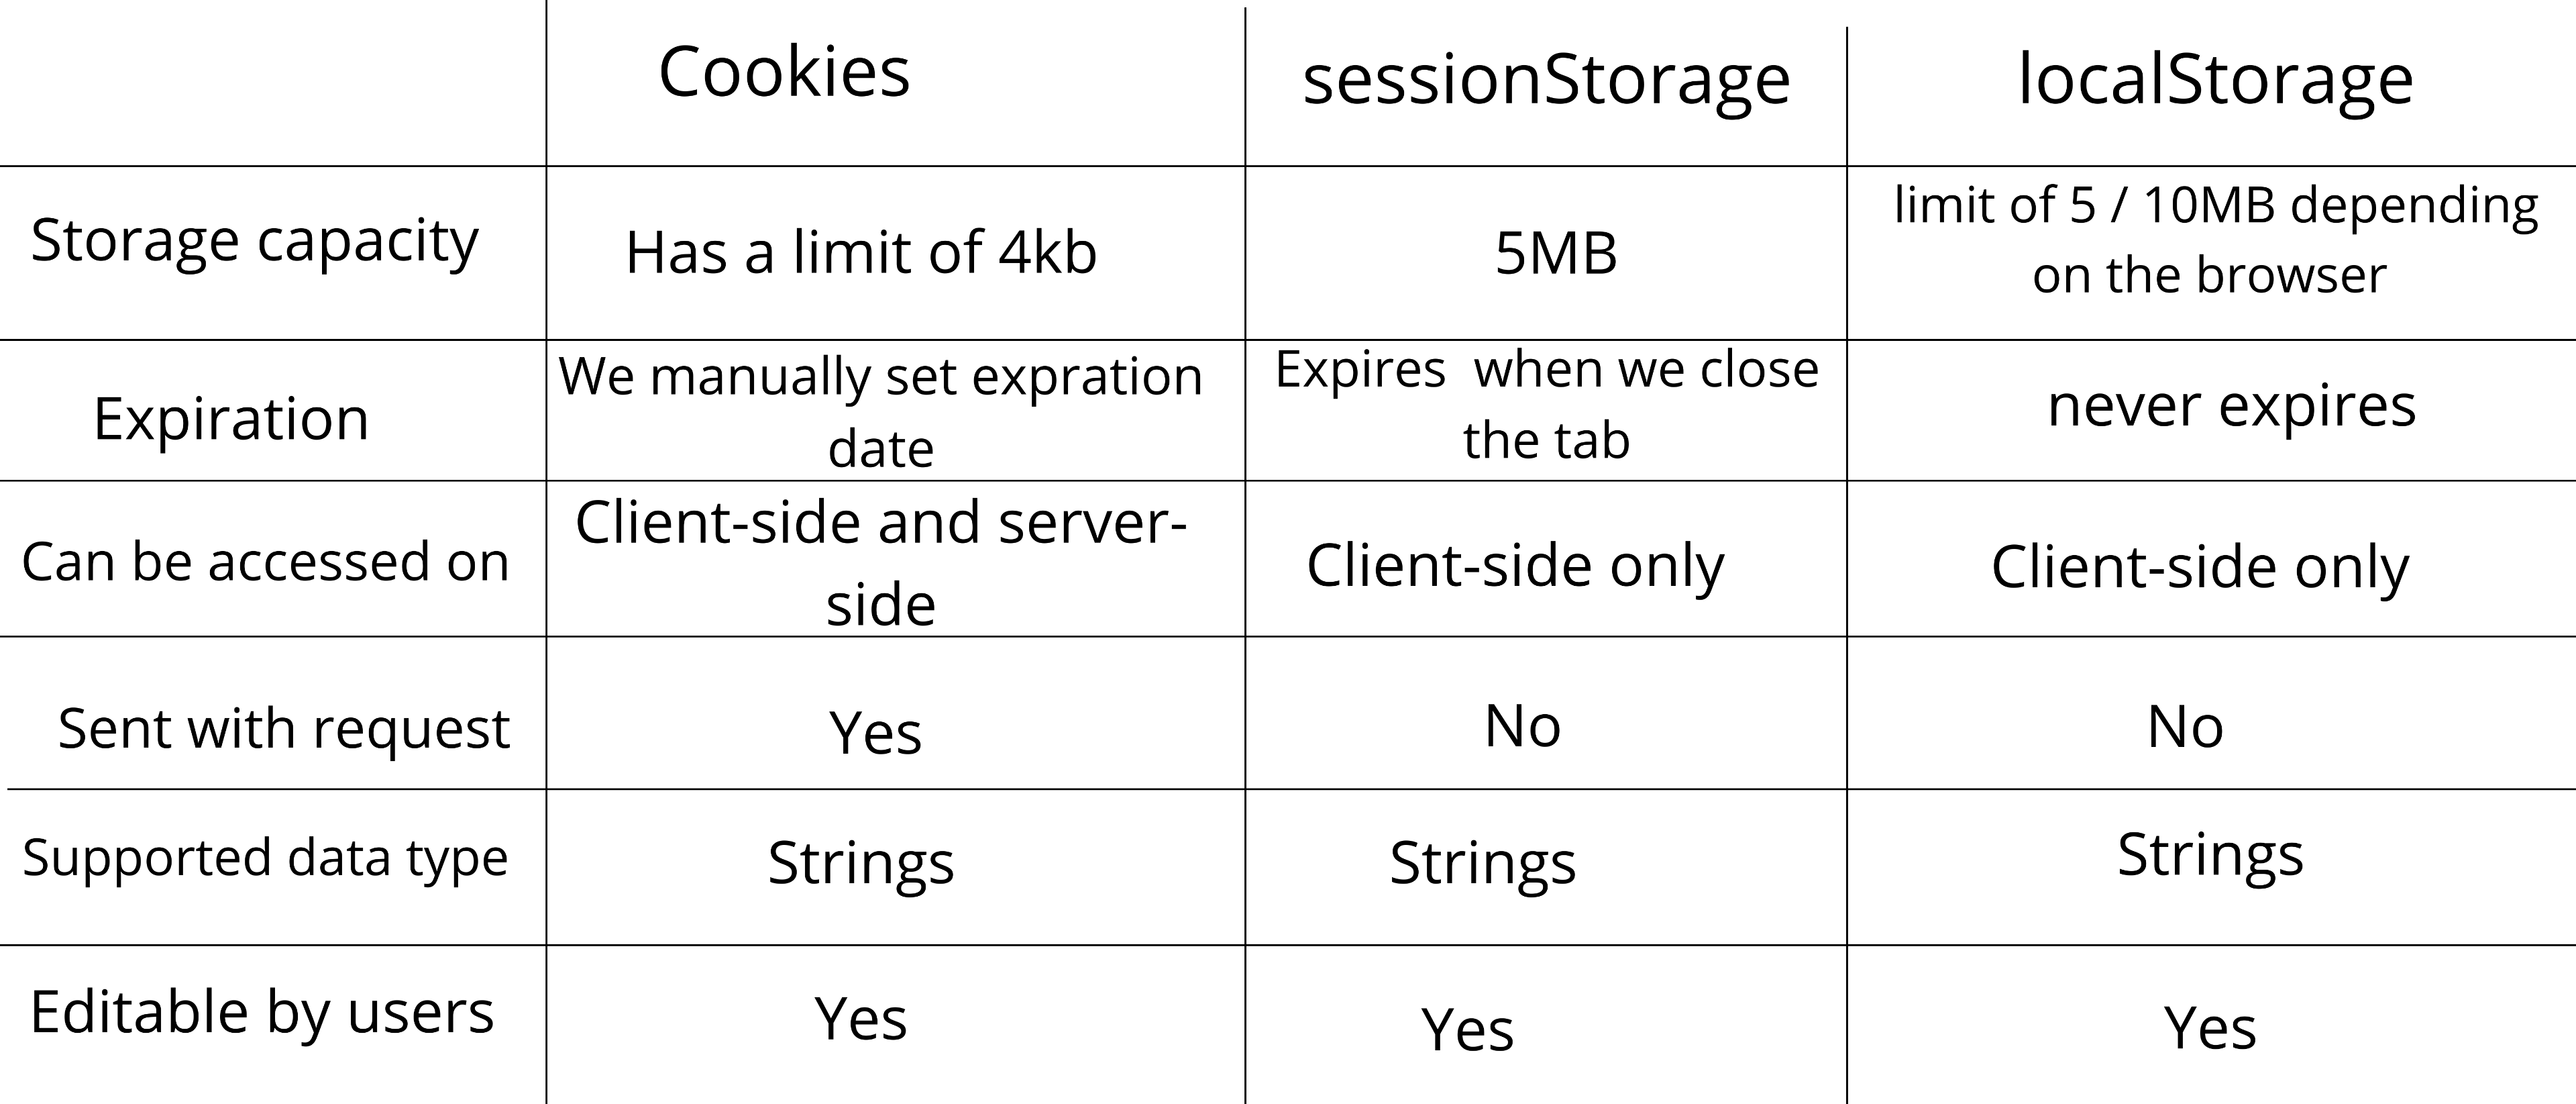 Cookies
sessionStorage
localStorage
Storage capacity
Has a limit of 4kb
5MB
limit of 5 / 10MB depending
on the browser
Expiration
We manually set expration
date
Expires  when we close
the tab
never expires
Can be accessed on
Client-side and server-
side
Client-side only
Client-side only
Sent with request
Yes
No
No
Supported data type
Strings
Strings
Strings
Editable by users
Yes
Yes
Yes